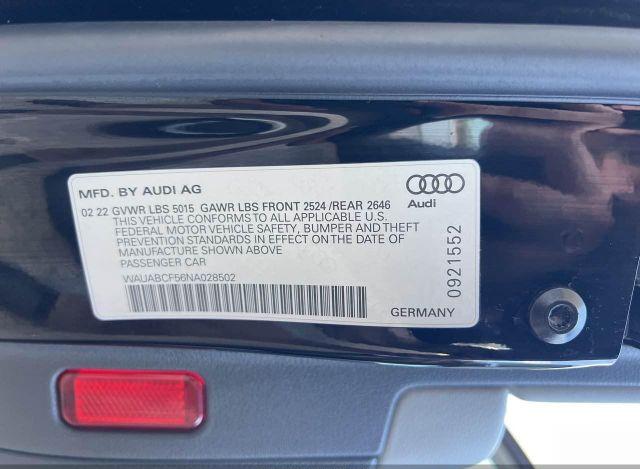 MFD. BY AUDI AG
02 22 GVWR LBS 5015 GAWR LBS FRONT 2524 /REAR 2646
THIS VEHICLE CONFORMS TO ALL APPLICABLE U.S.
FEDERAL MOTOR VEHICLE SAFETY, BUMPER AND THEFT
PREVENTION STANDARDS IN EFFECT ON THE DATE OF
MANUFACTURE SHOWN ABOVE
PASSENGER CAR
WAUABCF56NA028502
Audi
0921552
GERMANY